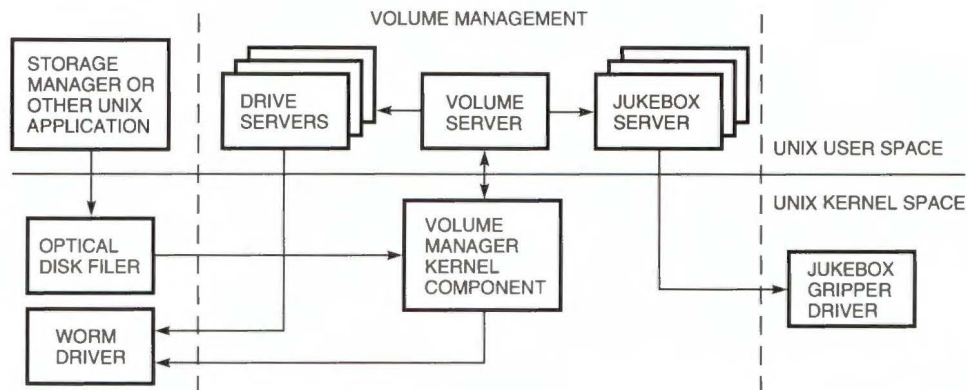 VOLUME MANAGEMENT
STORAGE
MANAGER OR
OTHER UNIX
APPLICATION
DRIVE
SERVERS
VOLUME
SERVER
JUKEBOX
SERVER
UNIX USER SPACE
UNIX KERNEL SPACE
OPTICAL
DISK FILER
VOLUME
MANAGER
KERNEL
COMPONENT
JUKEBOX
GRIPPER
DRIVER
WORM
DRIVER